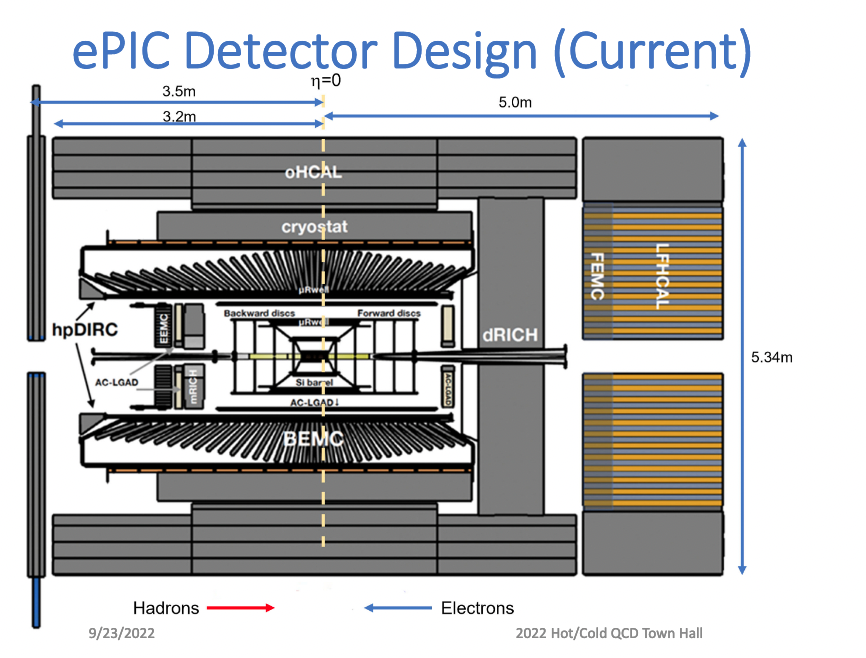 ePIC Detector Design (Current)
η=0
3.5m
5.0m
3.2m
oHCAL
cryostat
FEMC
LFHCAL
µRwell
Backward discs
Forward discs
µRwell
EEMC
hpDIRC
dRICH
5.34m
AC-LGAD
mRICH
Si barrel
AC-LGAD
AC-LGAD↓
BEMC
Hadrons
Electrons
9/23/2022
2022 Hot/Cold QCD Town Hall